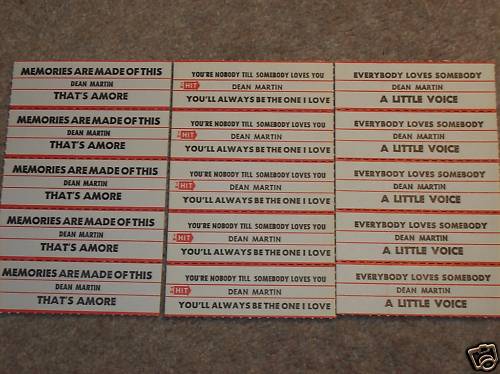 MEMORIES ARE MADE OF THIS
DEAN MARTIN
THAT'S AMORE
MEMORIES ARE MADE OF THIS
DEAN MARTIN
THAT'S AMORE
MEMORIES ARE MADE OF THIS
DEAN MARTIN
THAT'S AMORE
MEMORIES ARE MADE OF THIS
DEAN MARTIN
THAT'S AMORE
MEMORIES ARE MADE OF THIS
DEAN MARTIN
THAT'S AMORE
YOU'RE NOBODY TILL SOMEBODY LOVES YOU
HIT DEAN MARTIN
YOU'LL ALWAYS BE THE ONE I LOVE
YOU'RE NOBODY TILL SOMEBODY LOVES YOU
HIT DEAN MARTIN
YOU'LL ALWAYS BE THE ONE I LOVE
YOU'RE NOBODY TILL SOMEBODY LOVES YOU
HIT DEAN MARTIN
YOU'LL ALWAYS BE THE ONE I LOVE
YOU'RE NOBODY TILL SOMEBODY LOVES YOU
HIT DEAN MARTIN
YOU'LL ALWAYS BE THE ONE I LOVE
YOU'RE NOBODY TILL SOMEBODY LOVES YOU
HIT DEAN MARTIN
YOU'LL ALWAYS BE THE ONE I LOVE
EVERYBODY LOVES SOMEBODY
DEAN MARTIN
A LITTLE VOICE
EVERYBODY LOVES SOMEBODY
DEAN MARTIN
A LITTLE VOICE
EVERYBODY LOVES SOMEBODY
DEAN MARTIN
A LITTLE VOICE
EVERYBODY LOVES SOMEBODY
DEAN MARTIN
A LITTLE VOICE
EVERYBODY LOVES SOMEBODY
DEAN MARTIN
A LITTLE VOICE